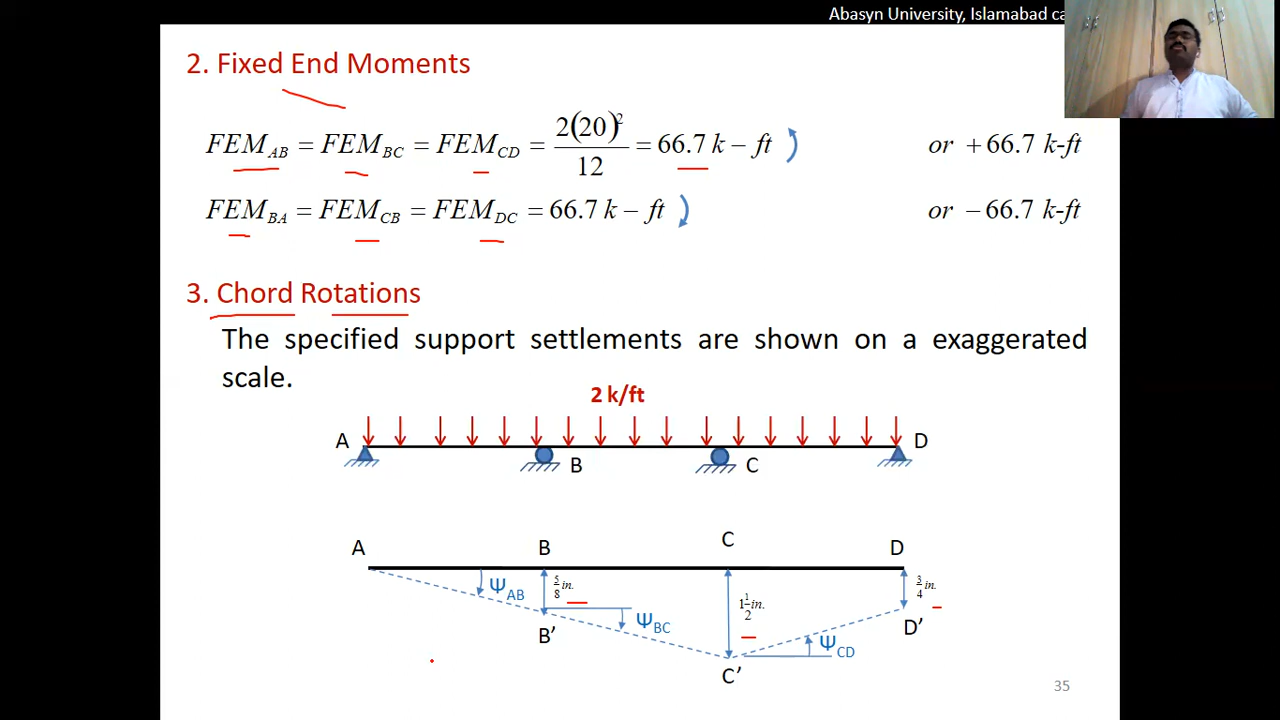 Abasyn University, Islamabad ca
2. Fixed End Moments
FEM_AB = FEM_BC = FEM_CD = 2(20)²/12 = 66.7 k – ft or + 66.7 k-ft
FEM_BA = FEM_CB = FEM_DC = 66.7 k – ft or – 66.7 k-ft
3. Chord Rotations
The specified support settlements are shown on a exaggerated
scale.
2 k/ft
A D
B C
A B C D
Ψ_AB 5/8 in. 1 1/2 in. 3/4 in.
B’ Ψ_BC D’
Ψ_CD
C’
35